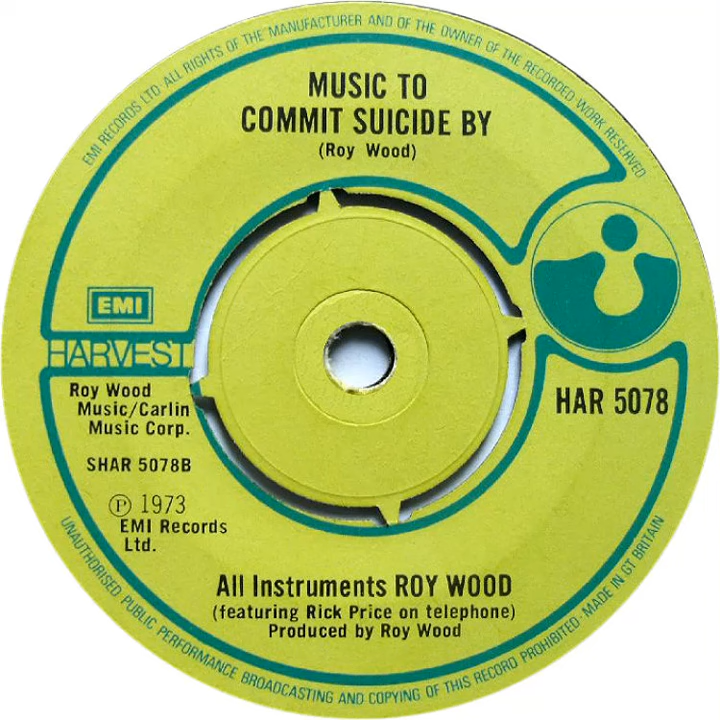 EMI RECORDS LTD. ALL RIGHTS OF THE MANUFACTURER AND OF THE OWNER OF THE RECORDED WORK RESERVED
MUSIC TO
COMMIT SUICIDE BY
(Roy Wood)
EMI
HARVEST
Roy Wood
Music/Carlin
Music Corp.
SHAR 5078B
Ⓟ 1973
EMI Records
Ltd.
HAR 5078
All Instruments ROY WOOD
(featuring Rick Price on telephone)
Produced by Roy Wood
UNAUTHORISED PUBLIC PERFORMANCE BROADCASTING AND COPYING OF THIS RECORD PROHIBITED · MADE IN GT BRITAIN